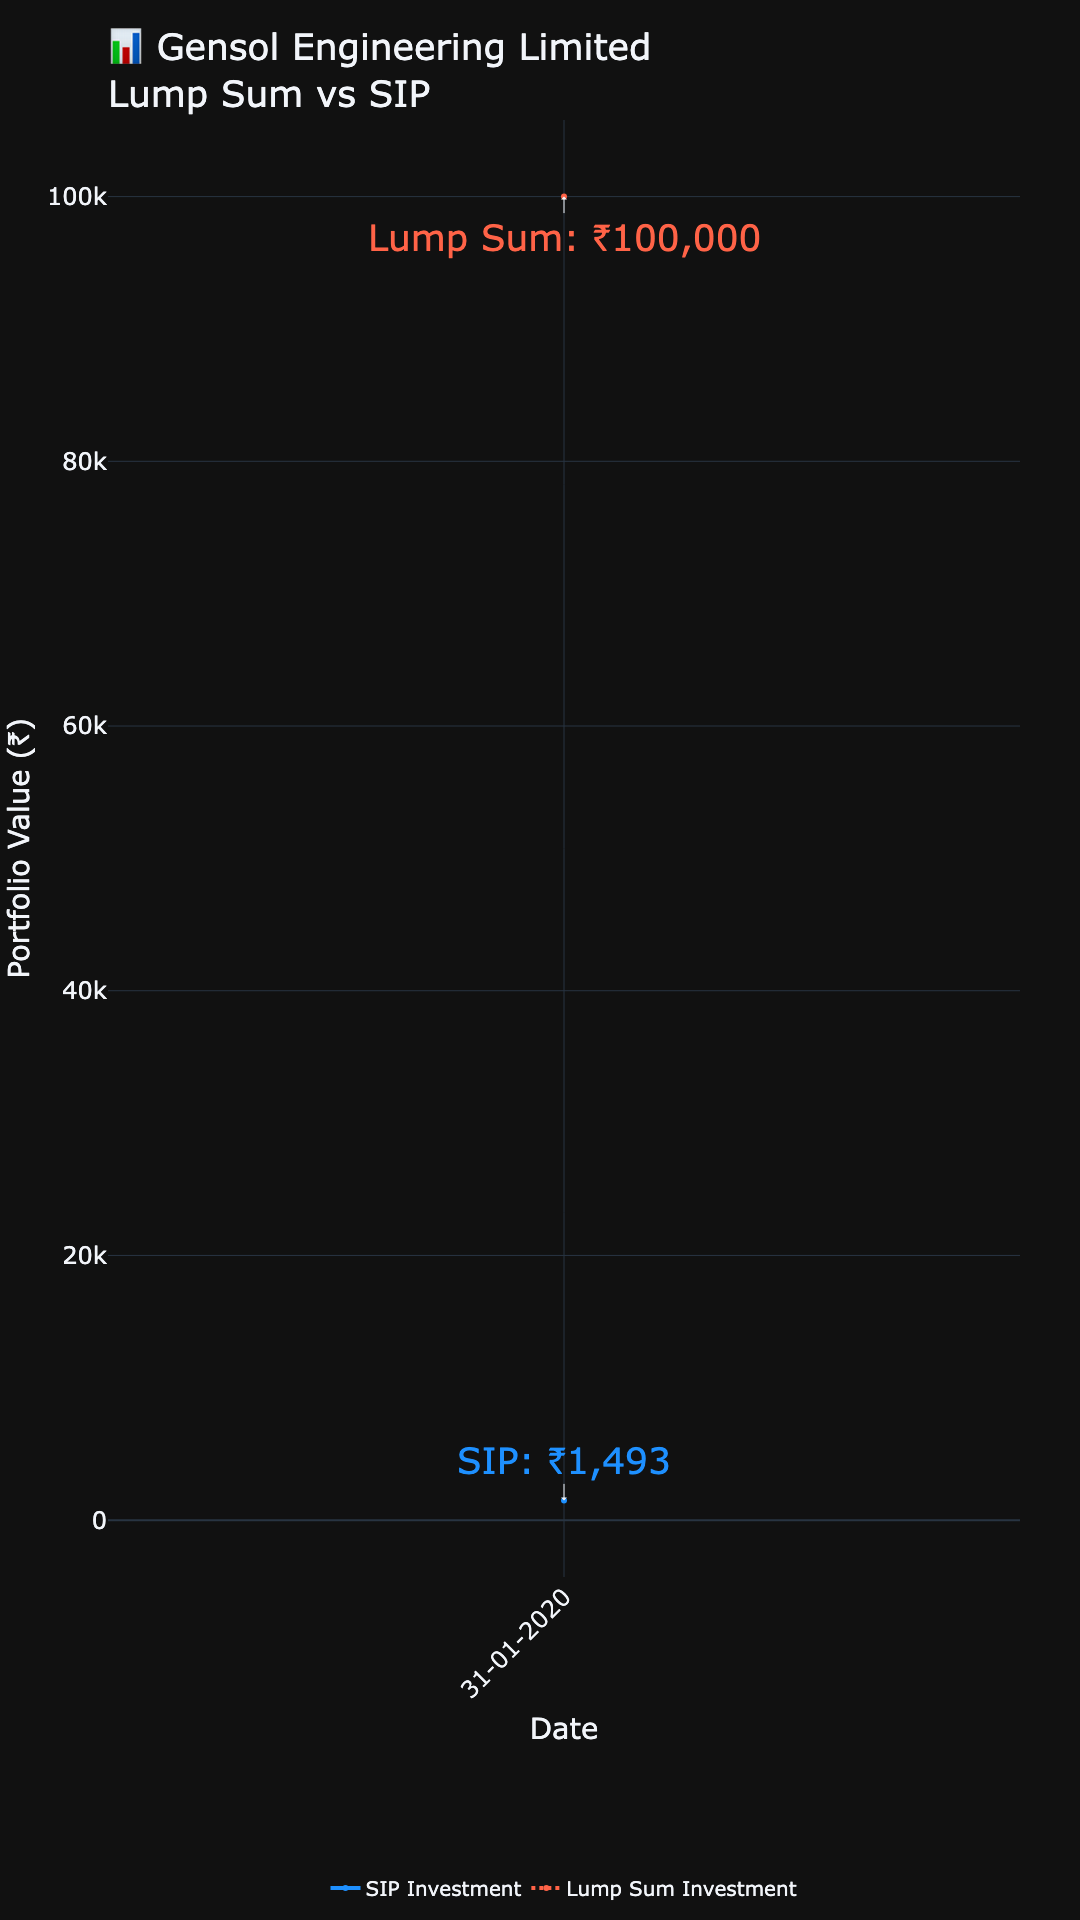 📊 Gensol Engineering Limited
Lump Sum vs SIP
100k
Lump Sum: ₹100,000
80k
60k
Portfolio Value (₹)
40k
20k
SIP: ₹1,493
0
31-01-2020
Date
SIP Investment
Lump Sum Investment